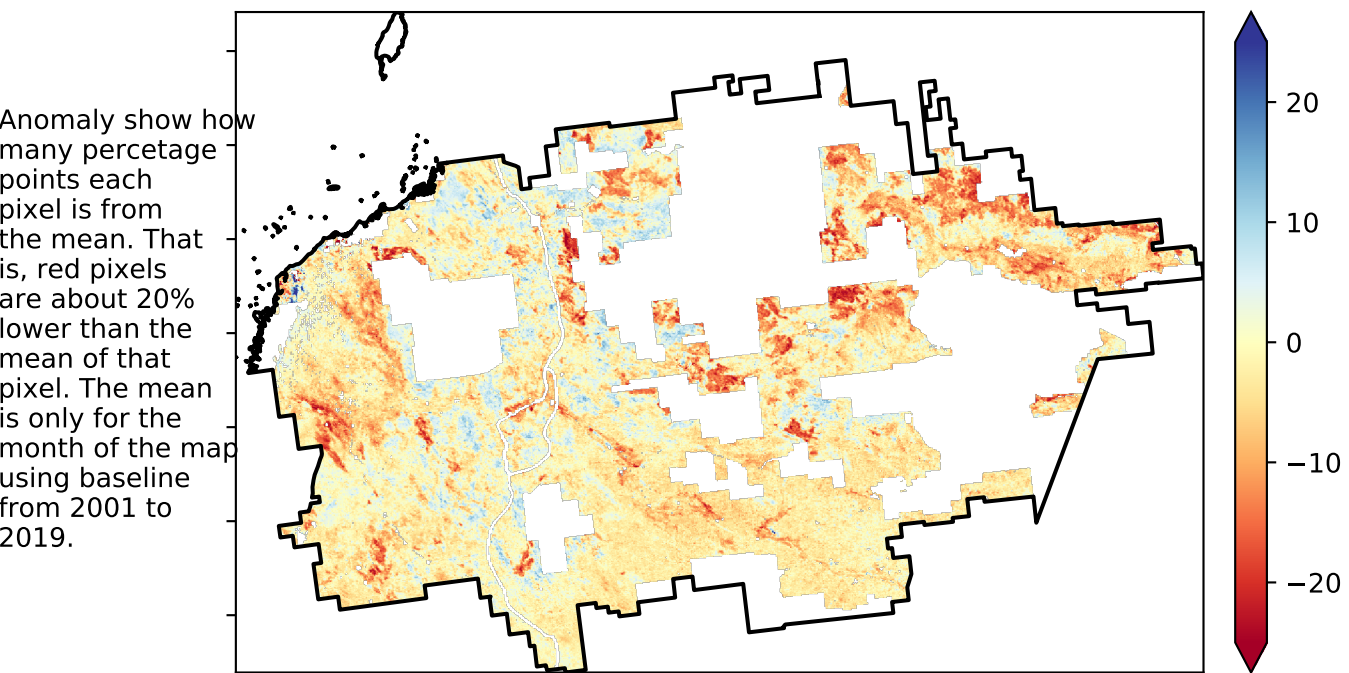 Anomaly show how
many percetage
points each
pixel is from
the mean. That
is, red pixels
are about 20%
lower than the
mean of that
pixel. The mean
is only for the
month of the map
using baseline
from 2001 to
2019.
20
10
0
−10
−20